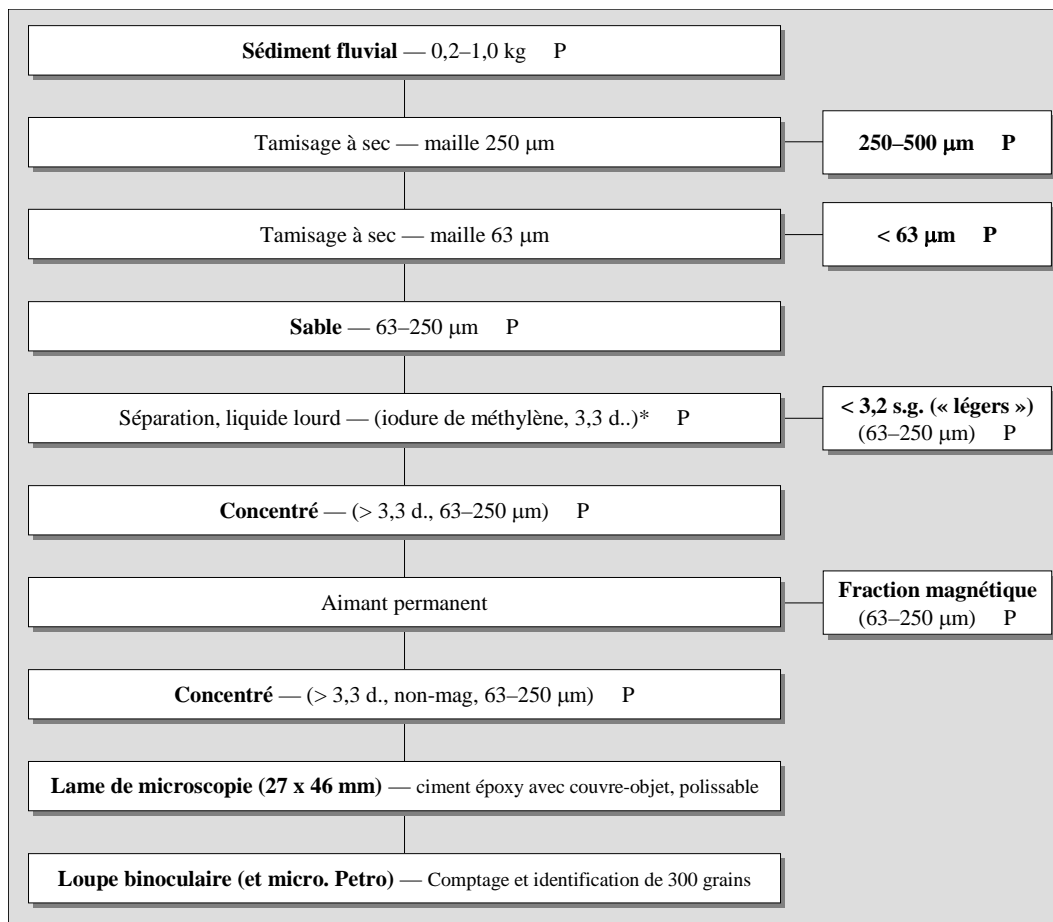 Sédiment fluvial — 0,2–1,0 kg P
Tamisage à sec — maille 250 μm
250–500 μm P
Tamisage à sec — maille 63 μm
< 63 μm P
Sable — 63–250 μm P
Séparation, liquide lourd — (iodure de méthylène, 3,3 d..)* P
< 3,2 s.g. (« légers »)
(63–250 μm) P
Concentré — (> 3,3 d., 63–250 μm) P
Aimant permanent
Fraction magnétique
(63–250 μm) P
Concentré — (> 3,3 d., non-mag, 63–250 μm) P
Lame de microscopie (27 x 46 mm) — ciment époxy avec couvre-objet, polissable
Loupe binoculaire (et micro. Petro) — Comptage et identification de 300 grains